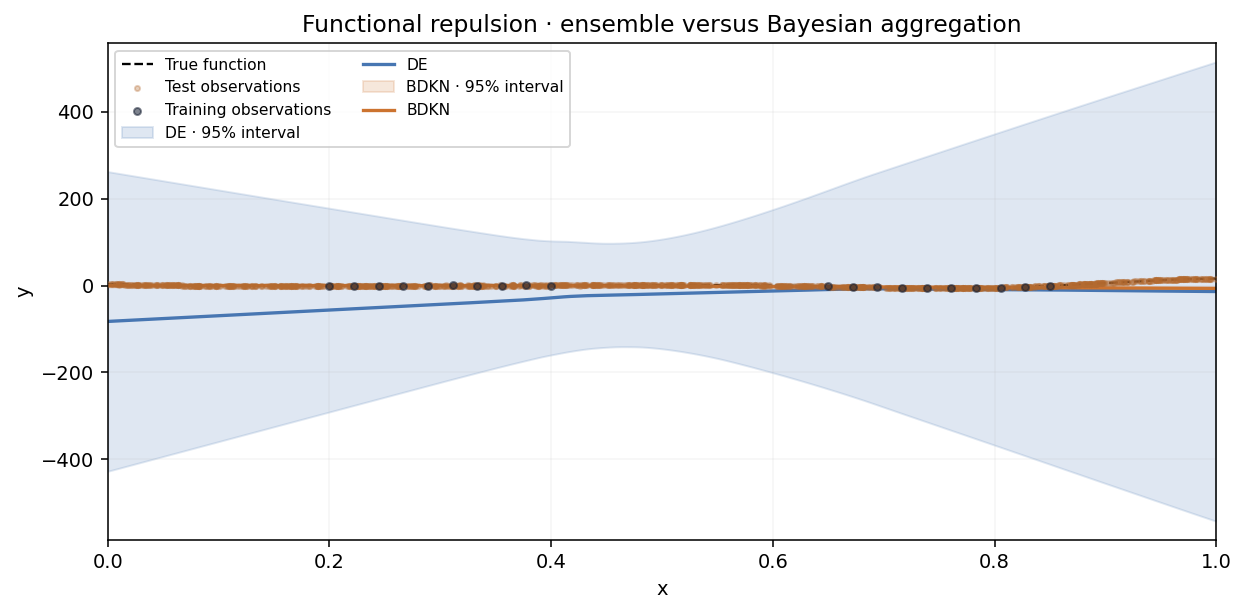 Functional repulsion · ensemble versus Bayesian aggregation
True function
Test observations
Training observations
DE · 95% interval
DE
BDKN · 95% interval
BDKN
y
400
200
0
−200
−400
0.0
0.2
0.4
0.6
0.8
1.0
x